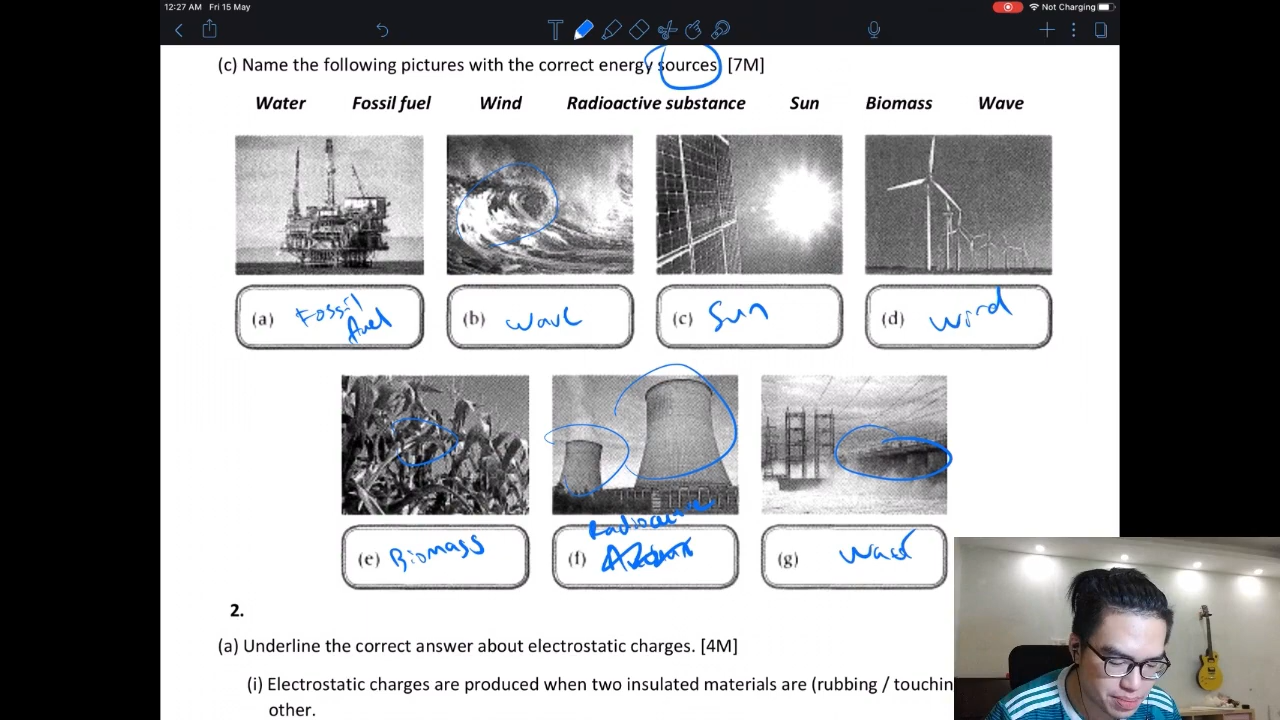 12:27 AM Fri 15 May
Not Charging
(c) Name the following pictures with the correct energy sources. [7M]
Water Fossil fuel Wind Radioactive substance Sun Biomass Wave
(a) Fossil fuel
(b) Wave
(c) Sun
(d) Wind
(e) Biomass
(f) Radioactive
(g)
2.
(a) Underline the correct answer about electrostatic charges. [4M]
(i) Electrostatic charges are produced when two insulated materials are (rubbing / touchin
other.